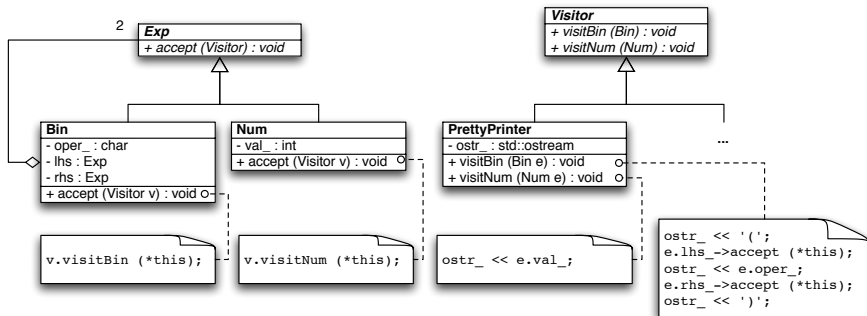 2
Exp
+ accept (Visitor) : void
Visitor
+ visitBin (Bin) : void
+ visitNum (Num) : void
Bin
- oper_ : char
- lhs : Exp
- rhs : Exp
+ accept (Visitor v) : void
Num
- val_ : int
+ accept (Visitor v) : void
PrettyPrinter
- ostr_ : std::ostream
+ visitBin (Bin e) : void
+ visitNum (Num e) : void
...
v.visitBin (*this);
v.visitNum (*this);
ostr_ << e.val_;
ostr_ << '(';
e.lhs_->accept (*this);
ostr_ << e.oper_;
e.rhs_->accept (*this);
ostr_ << ')';